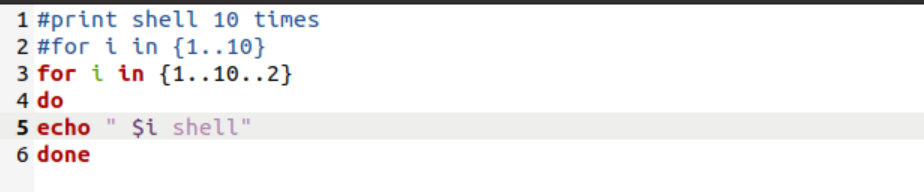 1 #print shell 10 times
2 #for i in {1..10}
3 for i in {1..10..2}
4 do
5 echo " $i shell"
6 done